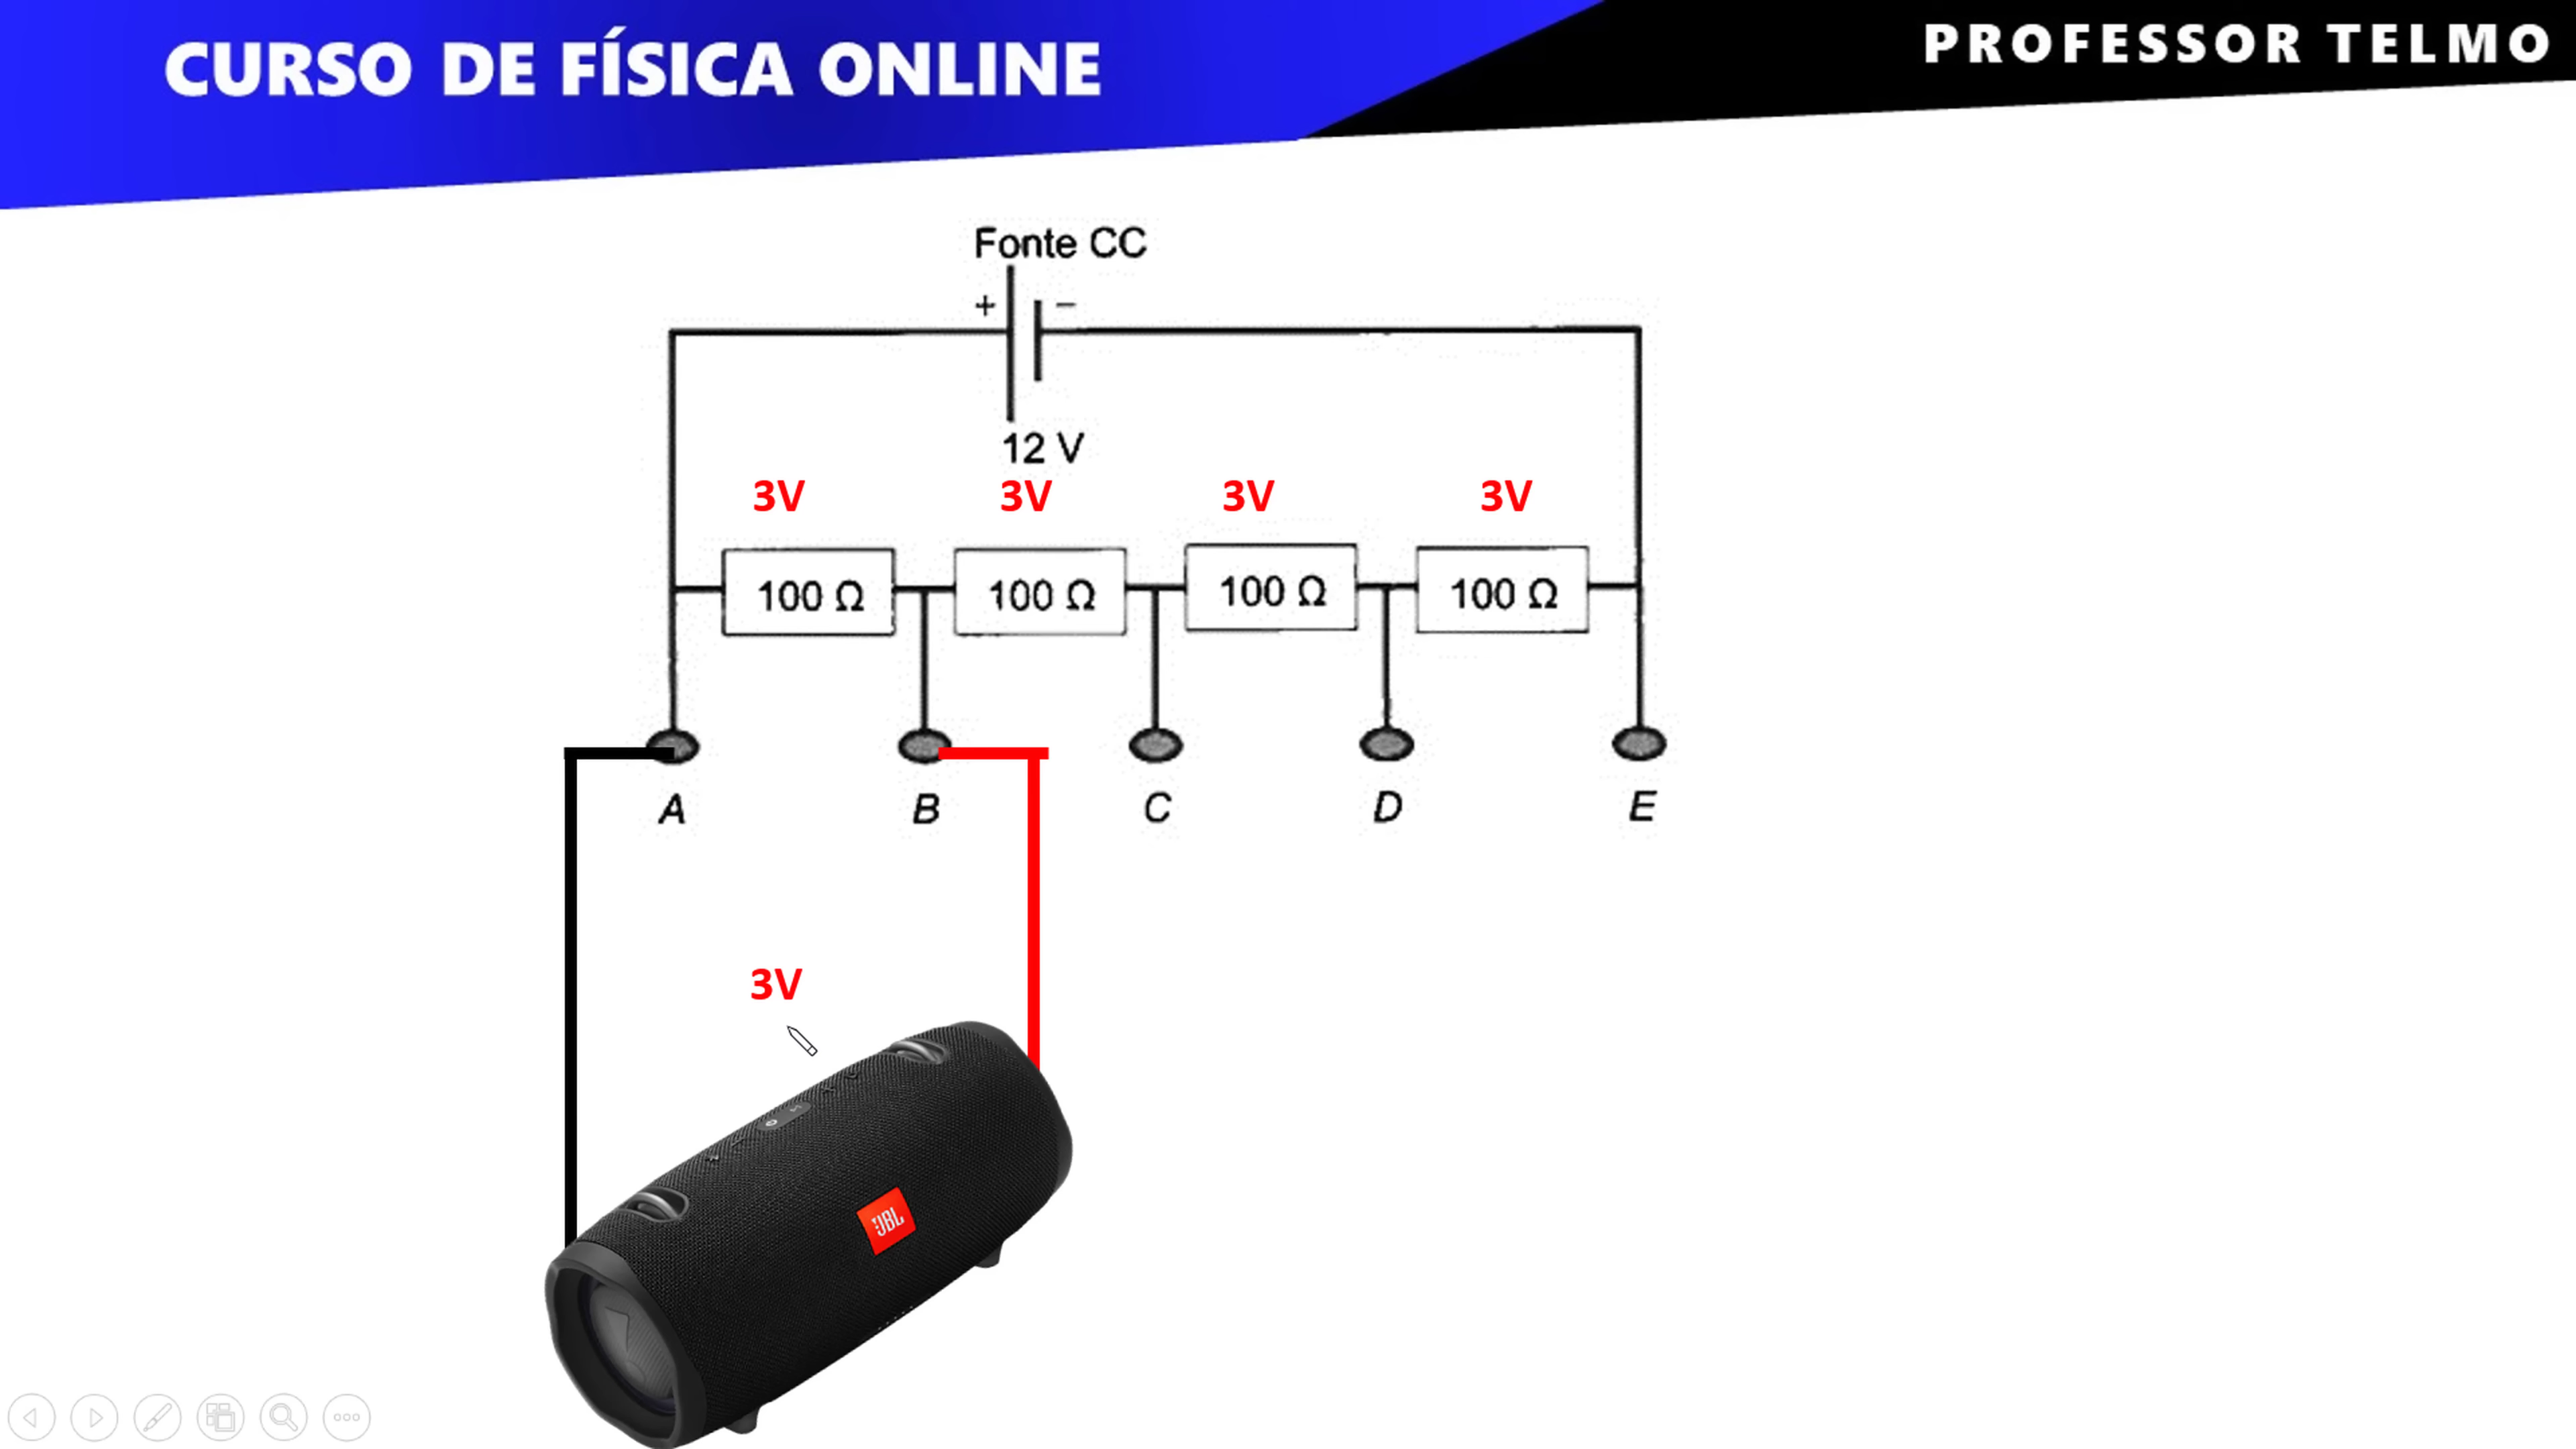 CURSO DE FÍSICA ONLINE
PROFESSOR TELMO
Fonte CC
+ −
12 V
3V 3V 3V 3V
100 Ω 100 Ω 100 Ω 100 Ω
A B C D E
3V
JBL